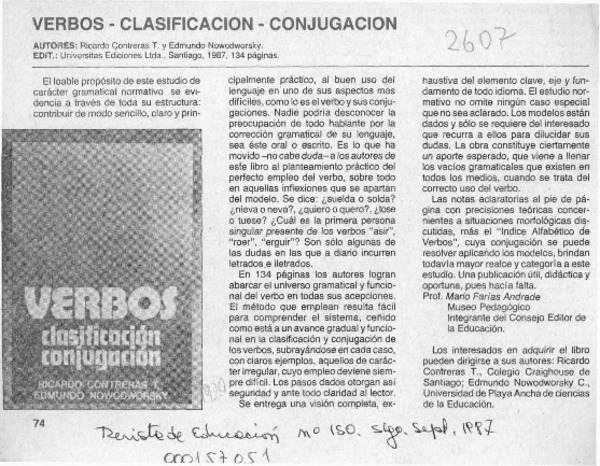 VERBOS - CLASIFICACION - CONJUGACION
2607
AUTORES: Ricardo Contreras T. y Edmundo Nowodworsky.
EDIT.: Universitas Ediciones Ltda., Santiago, 1987, 134 páginas.
El loable propósito de este estudio de
carácter gramatical normativo se evi-
dencia a través de toda su estructura:
contribuir de modo sencillo, claro y prin-
VERBOS
clasificación
conjugación
RICARDO CONTRERAS T.
EDMUNDO NOWODWORSKY
cipalmente práctico, al buen uso del
lenguaje en uno de sus aspectos más
difíciles, como lo es el verbo y sus conju-
gaciones. Nadie podría desconocer la
preocupación de todo hablante por la
corrección gramatical de su lenguaje,
sea éste oral o escrito. Es lo que ha
movido –no cabe duda– a los autores de
este libro al planteamiento práctico del
perfecto empleo del verbo, sobre todo
en aquellas inflexiones que se apartan
del modelo. Se dice: ¿suelda o solda?
¿nieva o neva?, ¿quiero o quero?, ¿tose
o tuese? ¿Cuál es la primera persona
singular presente de los verbos "asir",
"roer", "erguir"? Son sólo algunas de
las dudas en las que a diario incurren
letrados e iletrados.
En 134 páginas los autores logran
abarcar el universo gramatical y funcio-
nal del verbo en todas sus acepciones.
El método que emplean resulta fácil
para comprender el sistema, ceñido
como está a un avance gradual y funcio-
nal en la clasificación y conjugación de
los verbos, subrayándose en cada caso,
con claros ejemplos, aquellos de carác-
ter irregular, cuyo empleo deviene siem-
pre difícil. Los pasos dados otorgan así
seguridad y ante todo claridad al lector.
Se entrega una visión completa, ex-
haustiva del elemento clave, eje y fun-
damento de todo idioma. El estudio nor-
mativo no omite ningún caso especial
que no sea aclarado. Los modelos están
dados y sólo se requiere del interesado
que recurra a ellos para dilucidar sus
dudas. La obra constituye ciertamente
un aporte esperado, que viene a llenar
los vacíos gramaticales que existen en
todos los medios, cuando se trata del
correcto uso del verbo.
Las notas aclaratorias al pie de pá-
gina con precisiones teóricas concer-
nientes a situaciones morfológicas dis-
cutidas, más el "Indice Alfabético de
Verbos", cuya conjugación se puede
resolver aplicando los modelos, brindan
todavía mayor realce y categoría a este
estudio. Una publicación útil, didáctica y
oportuna, pues hacía falta.
Prof. Mario Farías Andrade
Museo Pedagógico
Integrante del Consejo Editor de
la Educación.
Los interesados en adquirir el libro
pueden dirigirse a sus autores: Ricardo
Contreras T., Colegio Craighouse de
Santiago; Edmundo Nowodworsky C.,
Universidad de Playa Ancha de ciencias
de la Educación.
74
Revista de Educación nº 150. Stgo. Sept. 1987
000157051